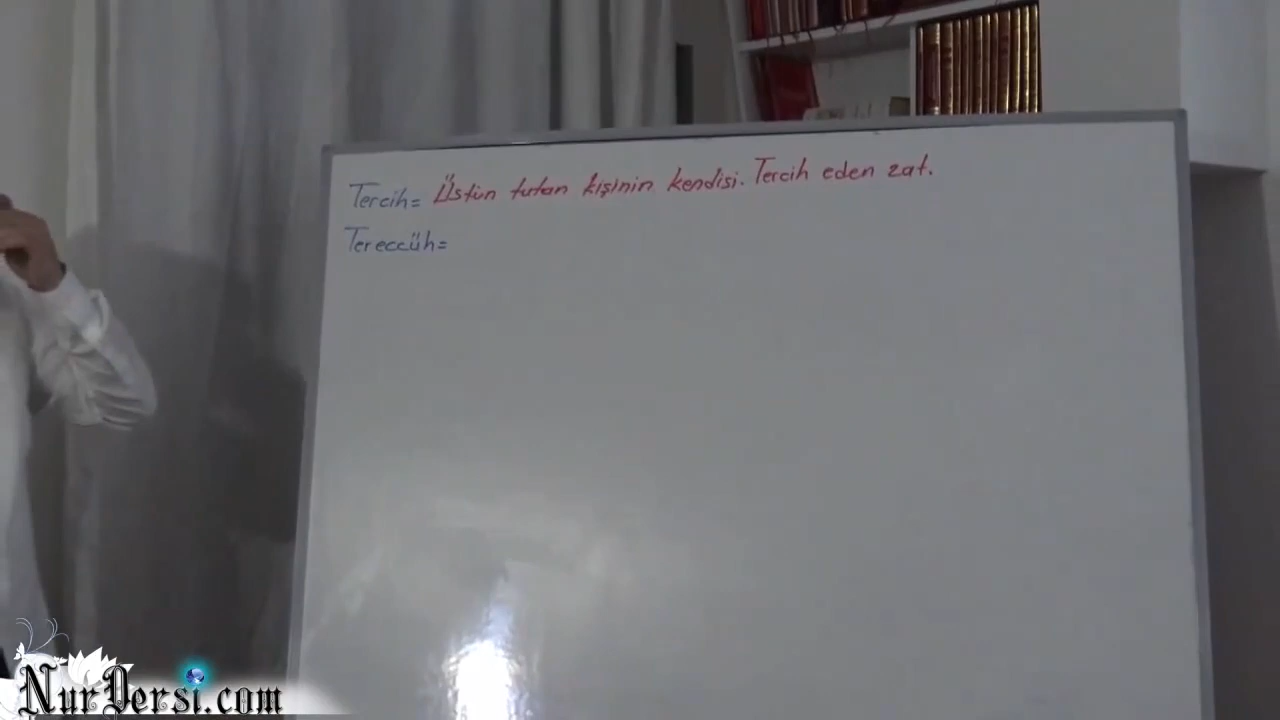 Tercih= Üstün tutan kişinin kendisi. Tercih eden zat.
Tereccüh=
NurDersi.com